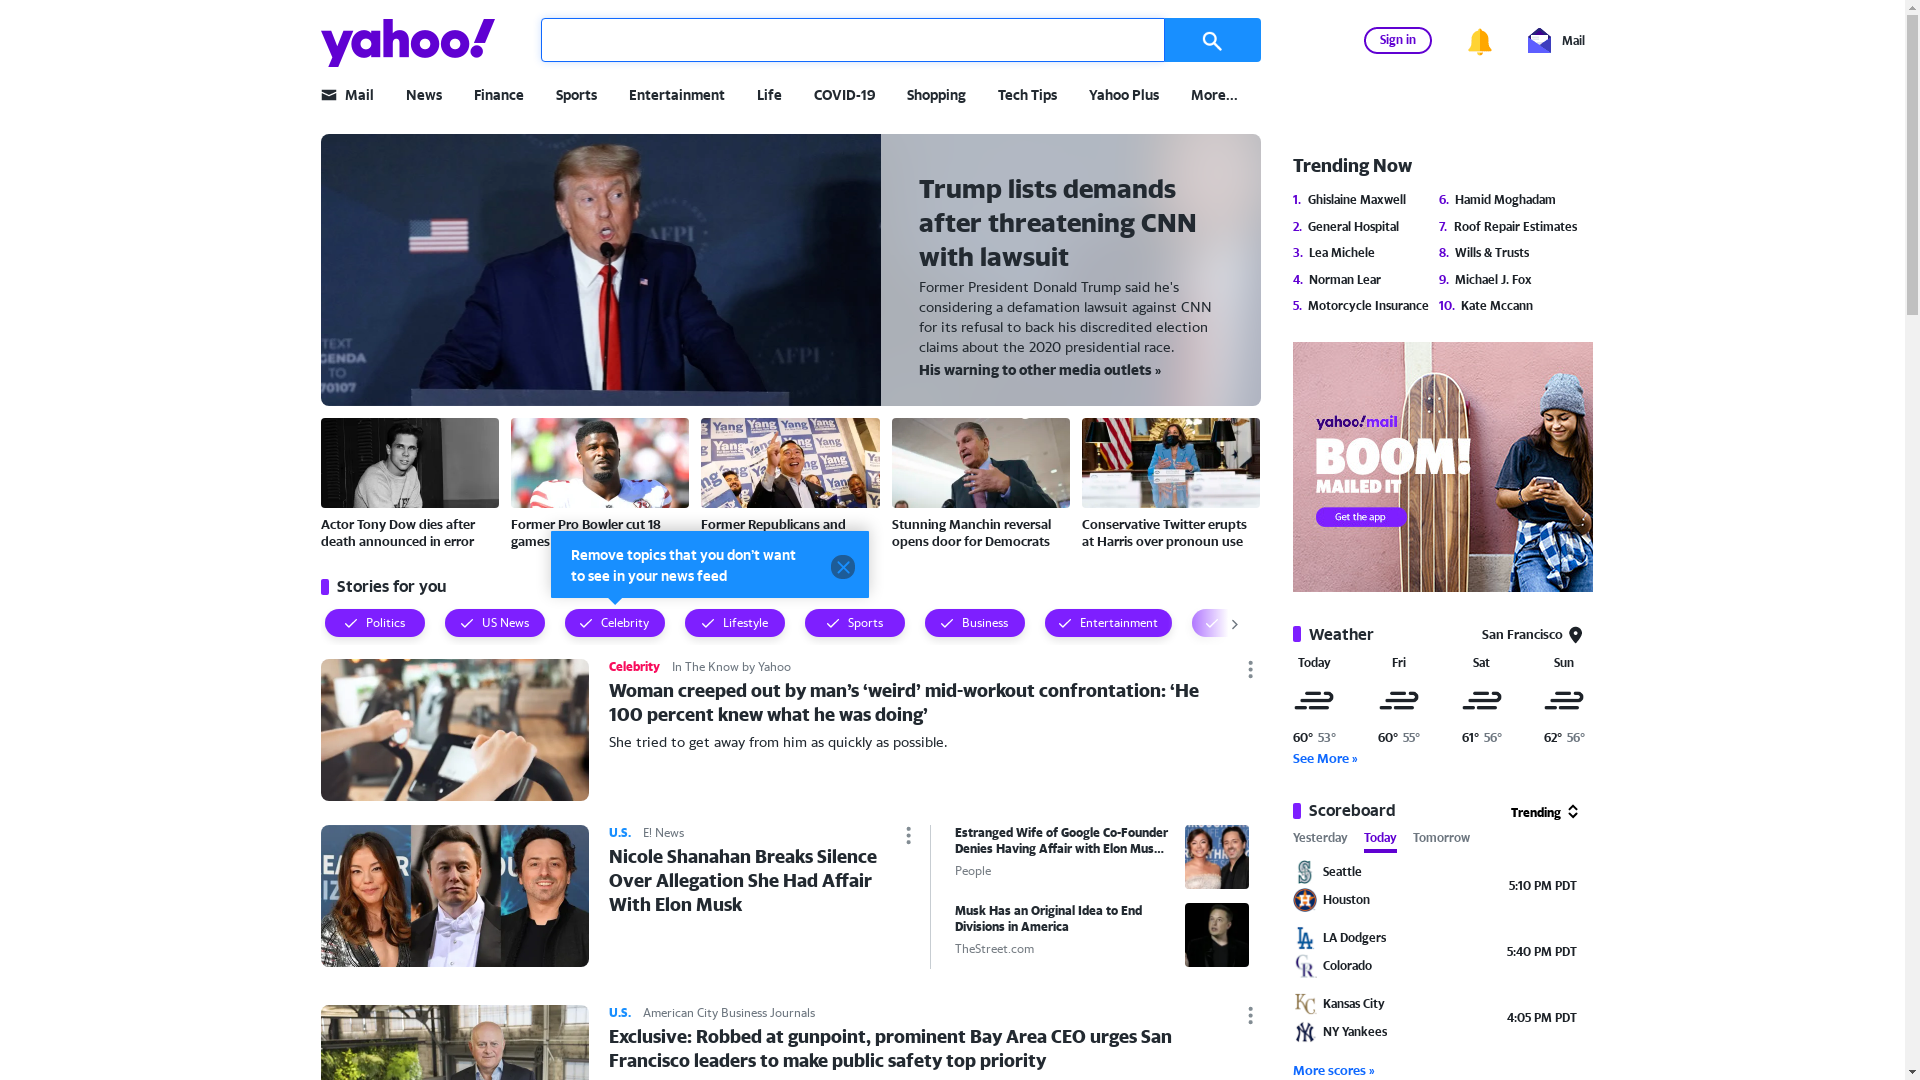 yahoo!
Sign in
Mail
Mail
News
Finance
Sports
Entertainment
Life
COVID-19
Shopping
Tech Tips
Yahoo Plus
More...
TEXT
GENDA
TO
70107
AFPI
AFPI
Trump lists demands
after threatening CNN
with lawsuit
Former President Donald Trump said he's
considering a defamation lawsuit against CNN
for its refusal to back his discredited election
claims about the 2020 presidential race.
His warning to other media outlets »
Actor Tony Dow dies after
death announced in error
Former Pro Bowler cut 18
games
Yang
Yang
Yang
Yang
Former Republicans and
Stunning Manchin reversal
opens door for Democrats
Conservative Twitter erupts
at Harris over pronoun use
Remove topics that you don't want
to see in your news feed
Stories for you
Politics
US News
Celebrity
Lifestyle
Sports
Business
Entertainment
Celebrity
In The Know by Yahoo
Woman creeped out by man's ‘weird’ mid-workout confrontation: ‘He
100 percent knew what he was doing’
She tried to get away from him as quickly as possible.
U.S.
E! News
Nicole Shanahan Breaks Silence
Over Allegation She Had Affair
With Elon Musk
Estranged Wife of Google Co-Founder
Denies Having Affair with Elon Mus...
People
Musk Has an Original Idea to End
Divisions in America
TheStreet.com
U.S.
American City Business Journals
Exclusive: Robbed at gunpoint, prominent Bay Area CEO urges San
Francisco leaders to make public safety top priority
Trending Now
1. Ghislaine Maxwell
2. General Hospital
3. Lea Michele
4. Norman Lear
5. Motorcycle Insurance
6. Hamid Moghadam
7. Roof Repair Estimates
8. Wills & Trusts
9. Michael J. Fox
10. Kate Mccann
yahoo!mail
BOOM!
MAILED IT
Get the app
Weather
San Francisco
Today
Fri
Sat
Sun
60° 53°
60° 55°
61° 56°
62° 56°
See More »
Scoreboard
Trending
Yesterday
Today
Tomorrow
Seattle
Houston
5:10 PM PDT
LA Dodgers
Colorado
5:40 PM PDT
Kansas City
NY Yankees
4:05 PM PDT
More scores »